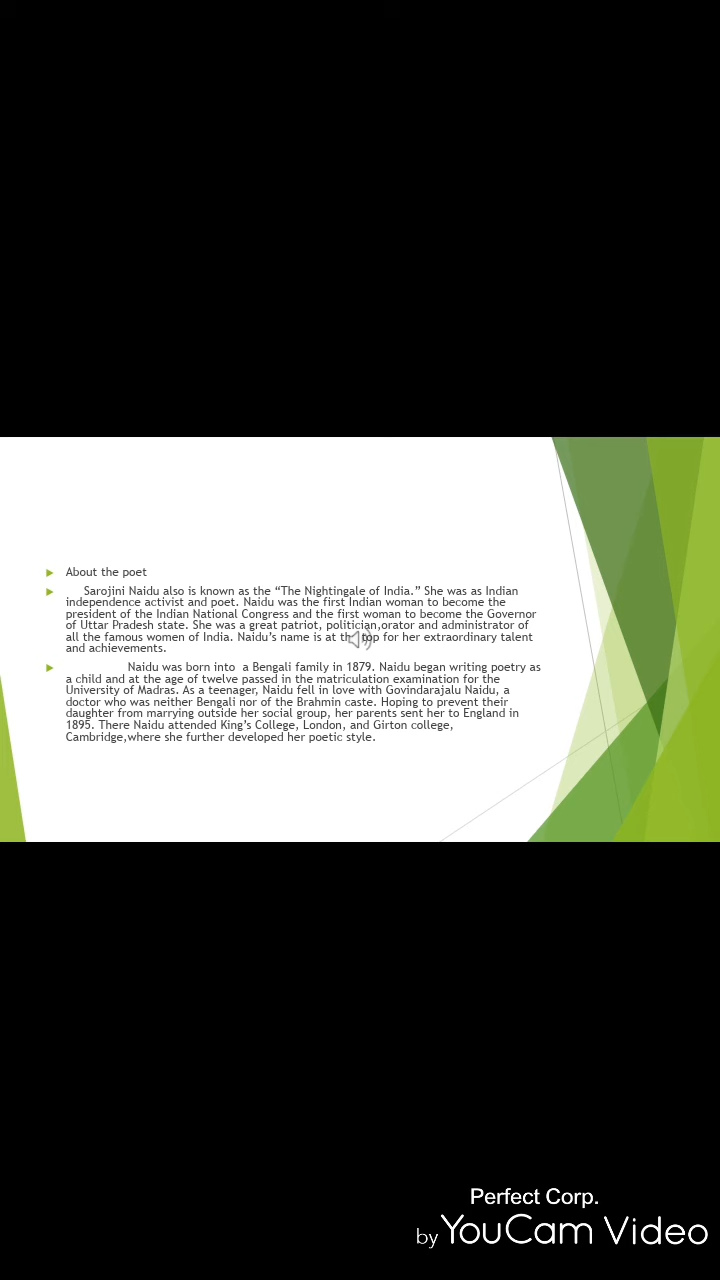 About the poet
Sarojini Naidu also is known as the “The Nightingale of India.” She was as Indian
independence activist and poet. Naidu was the first Indian woman to become the
president of the Indian National Congress and the first woman to become the Governor
of Uttar Pradesh state. She was a great patriot, politician,orator and administrator of
all the famous women of India. Naidu’s name is at the top for her extraordinary talent
and achievements.
Naidu was born into a Bengali family in 1879. Naidu began writing poetry as
a child and at the age of twelve passed in the matriculation examination for the
University of Madras. As a teenager, Naidu fell in love with Govindarajalu Naidu, a
doctor who was neither Bengali nor of the Brahmin caste. Hoping to prevent their
daughter from marrying outside her social group, her parents sent her to England in
1895. There Naidu attended King’s College, London, and Girton college,
Cambridge,where she further developed her poetic style.
Perfect Corp.
by YouCam Video